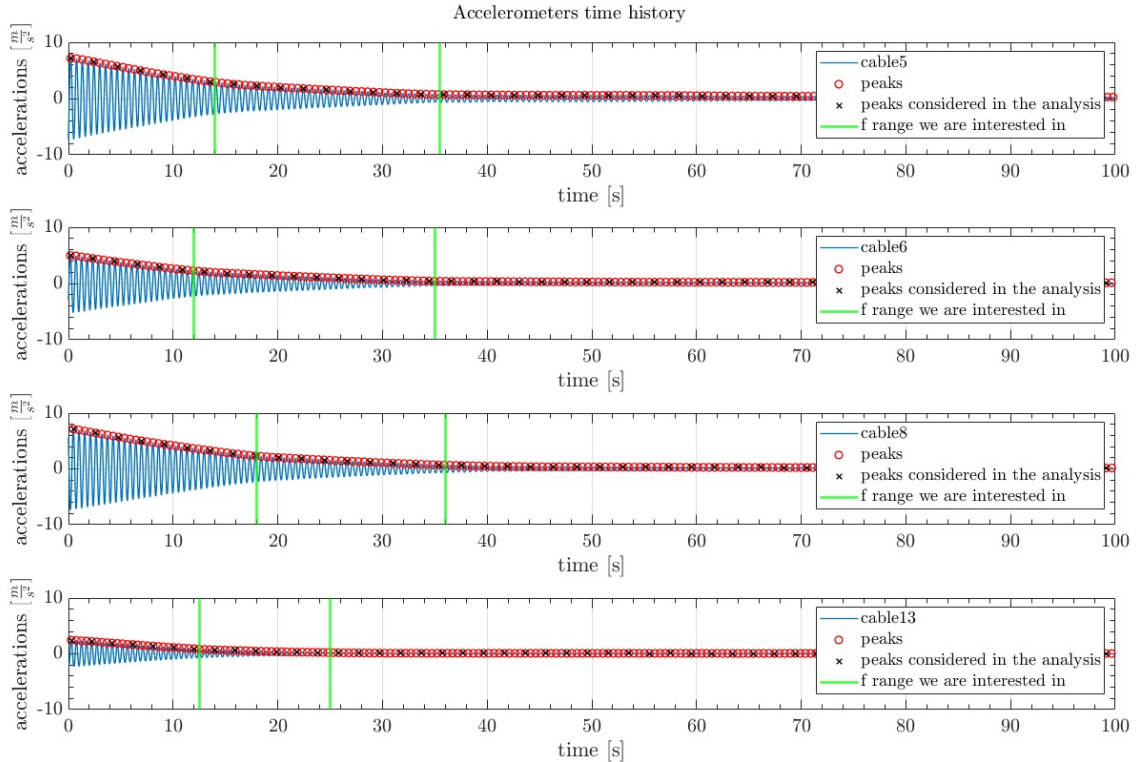 Accelerometers time history
accelerations [m/s²]
10
0
-10
cable5
peaks
peaks considered in the analysis
f range we are interested in
0 10 20 30 40 50 60 70 80 90 100
time [s]
accelerations [m/s²]
10
0
-10
cable6
peaks
peaks considered in the analysis
f range we are interested in
0 10 20 30 40 50 60 70 80 90 100
time [s]
accelerations [m/s²]
10
0
-10
cable8
peaks
peaks considered in the analysis
f range we are interested in
0 10 20 30 40 50 60 70 80 90 100
time [s]
accelerations [m/s²]
10
0
-10
cable13
peaks
peaks considered in the analysis
f range we are interested in
0 10 20 30 40 50 60 70 80 90 100
time [s]